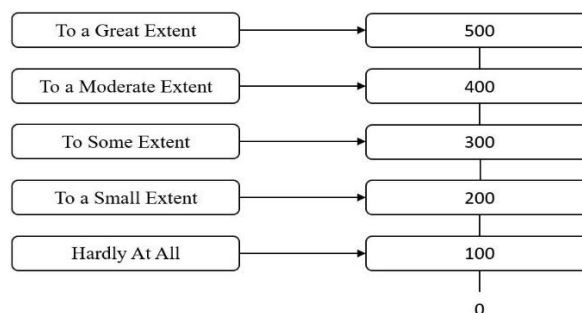 To a Great Extent
500
To a Moderate Extent
400
To Some Extent
300
To a Small Extent
200
Hardly At All
100
0